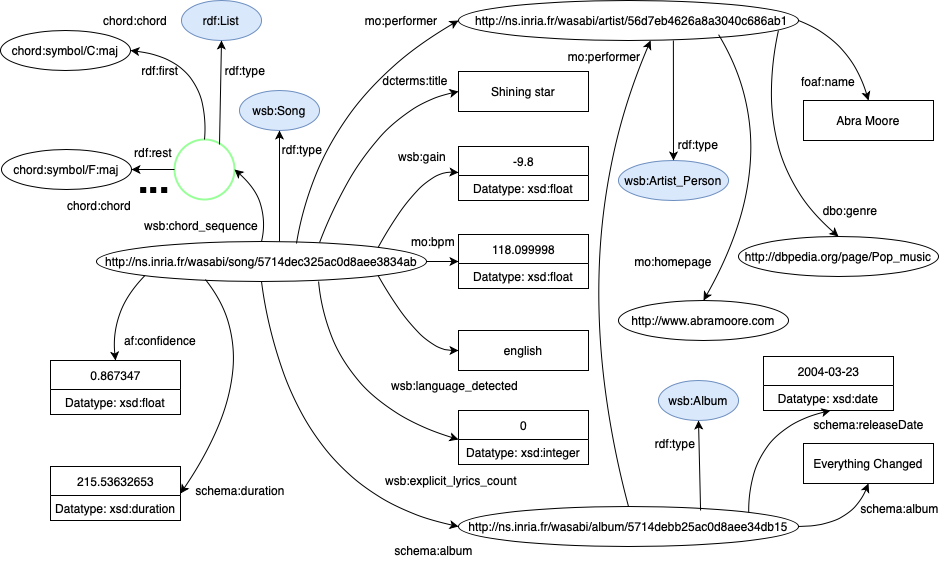 chord:chord
rdf:List
mo:performer
http://ns.inria.fr/wasabi/artist/56d7eb4626a8a3040c686ab1
chord:symbol/C:maj
rdf:first
rdf:type
mo:performer
foaf:name
dcterms:title
Shining star
Abra Moore
wsb:Song
rdf:type
rdf:type
rdf:rest
chord:symbol/F:maj
chord:chord
wsb:gain
-9.8
Datatype: xsd:float
wsb:Artist_Person
dbo:genre
wsb:chord_sequence
mo:bpm
118.099998
Datatype: xsd:float
http://ns.inria.fr/wasabi/song/5714dec325ac0d8aee3834ab
http://dbpedia.org/page/Pop_music
mo:homepage
http://www.abramoore.com
af:confidence
english
0.867347
Datatype: xsd:float
wsb:language_detected
2004-03-23
Datatype: xsd:date
wsb:Album
0
Datatype: xsd:integer
schema:releaseDate
rdf:type
Everything Changed
wsb:explicit_lyrics_count
215.53632653
Datatype: xsd:duration
schema:duration
schema:album
http://ns.inria.fr/wasabi/album/5714debb25ac0d8aee34db15
schema:album